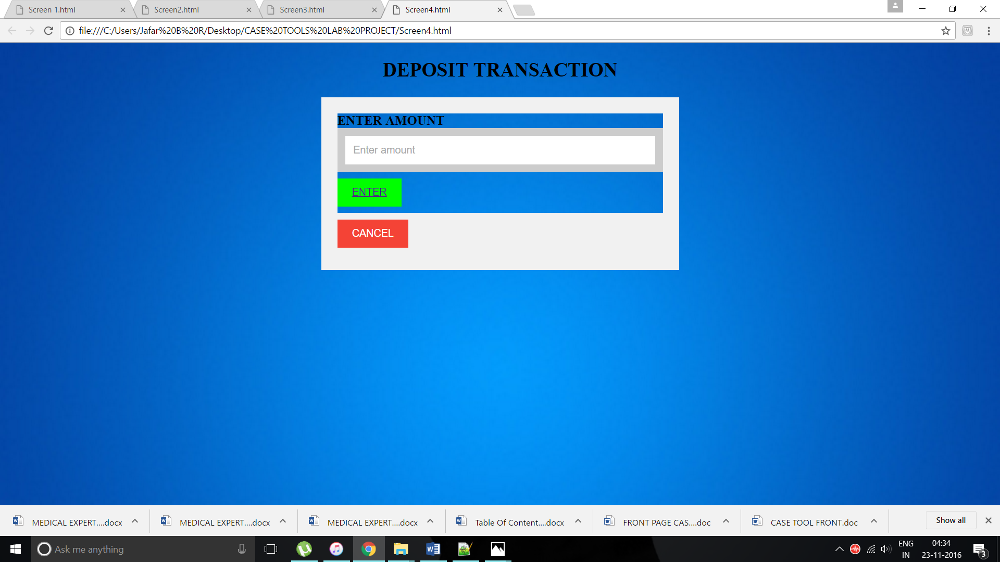 Screen 1.html
Screen2.html
Screen3.html
Screen4.html
file:///C:/Users/Jafar%20B%20R/Desktop/CASE%20TOOLS%20LAB%20PROJECT/Screen4.html
DEPOSIT TRANSACTION
ENTER AMOUNT
Enter amount
ENTER
CANCEL
MEDICAL EXPERT....docx
MEDICAL EXPERT....docx
MEDICAL EXPERT....docx
Table Of Content....docx
FRONT PAGE CAS....doc
CASE TOOL FRONT.doc
Show all
Ask me anything
ENG
IN
04:34
23-11-2016
3